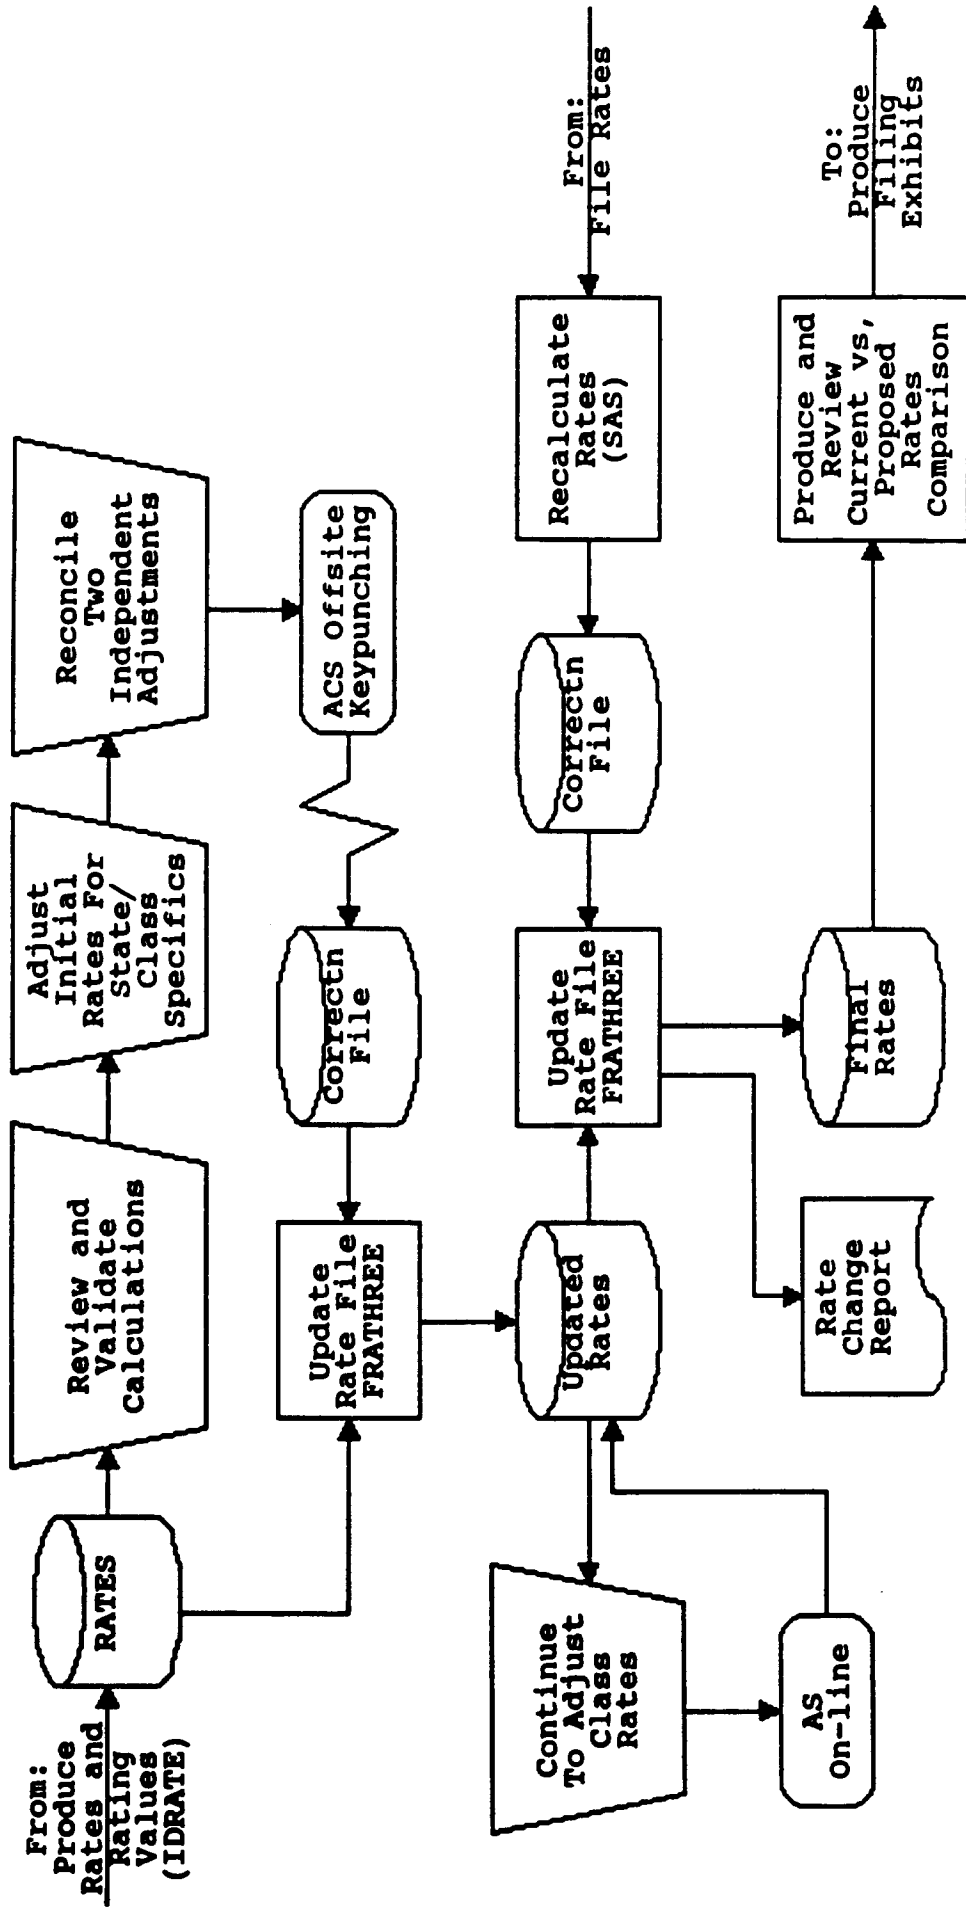 From:
Produce
Rates and
Rating
Values
(IDRATE)
RATES
Review and
Validate
Calculations
Adjust
Initial
Rates For
State/
Class
Specifics
Reconcile
Two
Independent
Adjustments
ACS Offsite
Keypunching
Correctn
File
Update
Rate File
FRATHREE
From:
File Rates
Recalculate
Rates
(SAS)
Correctn
File
Update
Rate File
FRATHREE
Updated
Rates
Continue
To Adjust
Class
Rates
AS
On-line
Rate
Change
Report
Final
Rates
Produce and
Review
Current vs,
Proposed
Rates
Comparison
To:
Produce
Filing
Exhibits